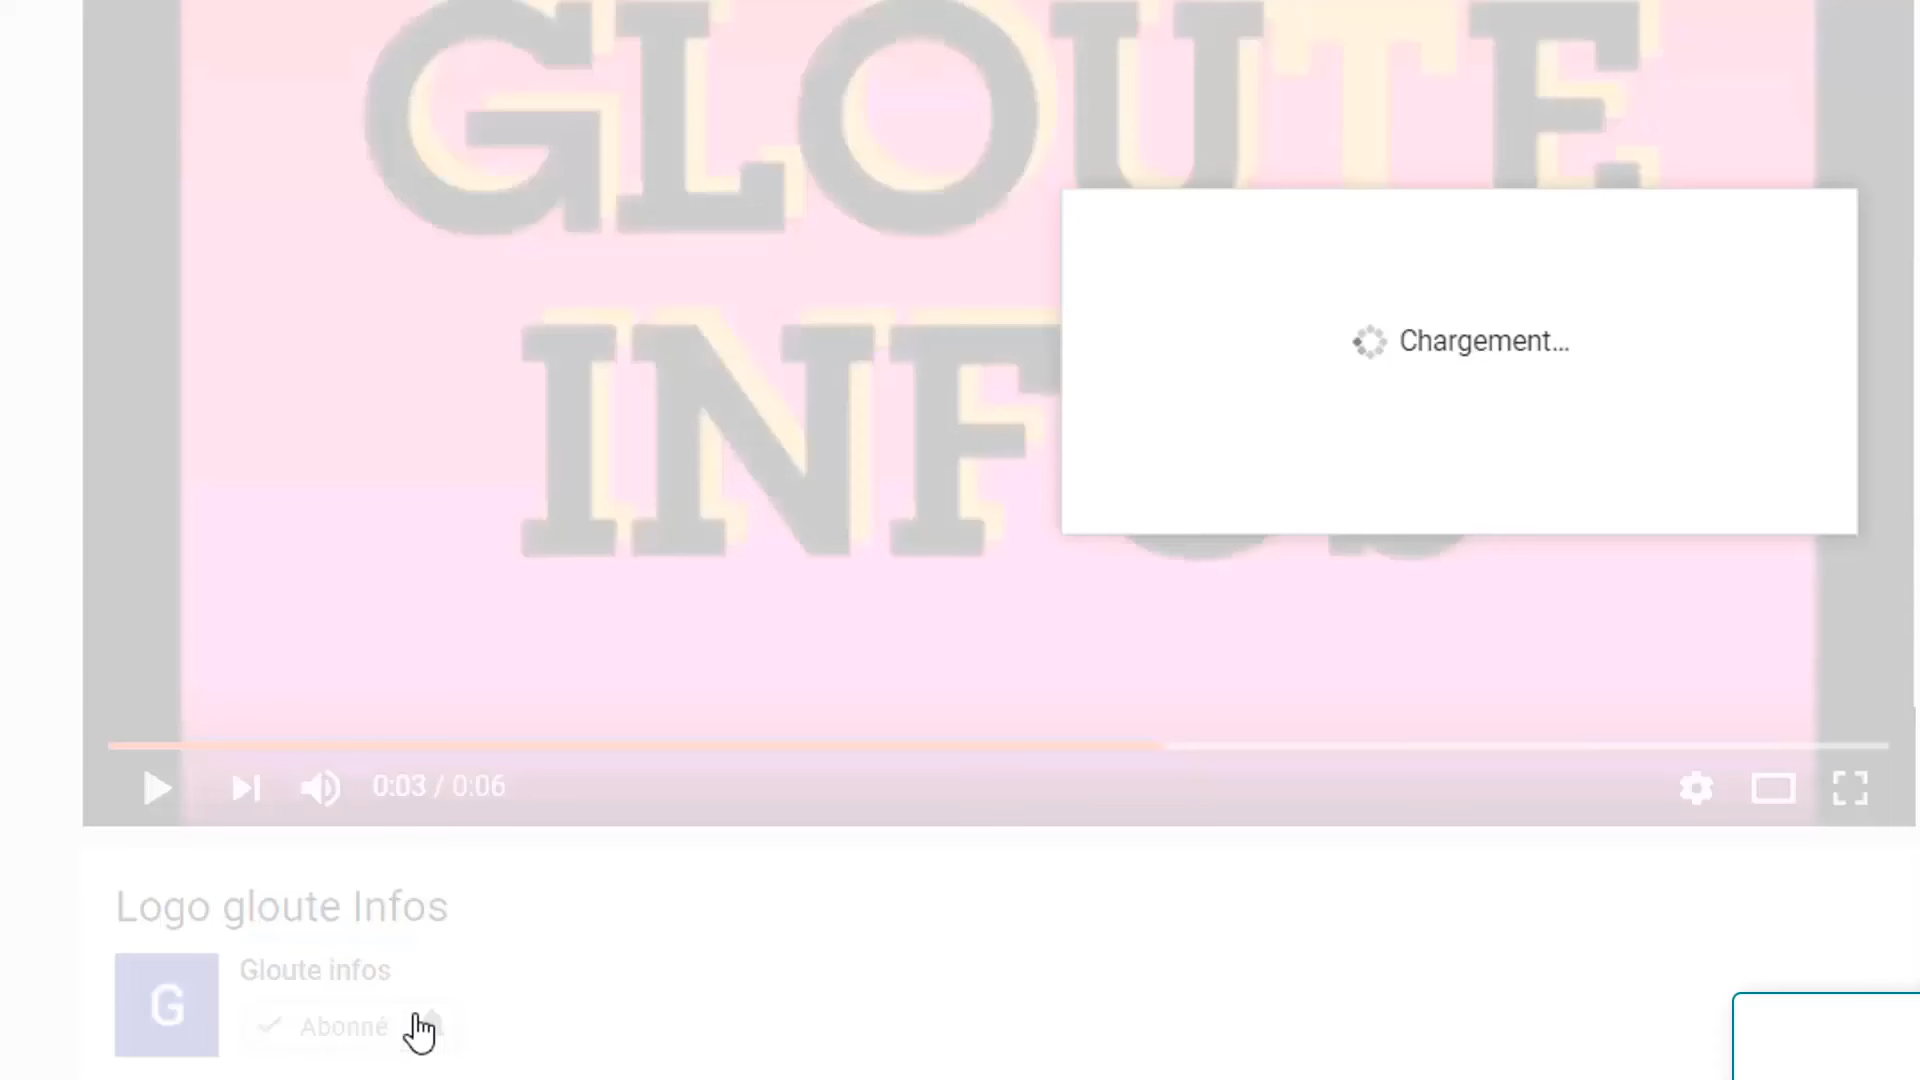 GLOUTE
INF
Chargement...
0:03 / 0:06
Logo gloute Infos
G
Gloute infos
Abonné